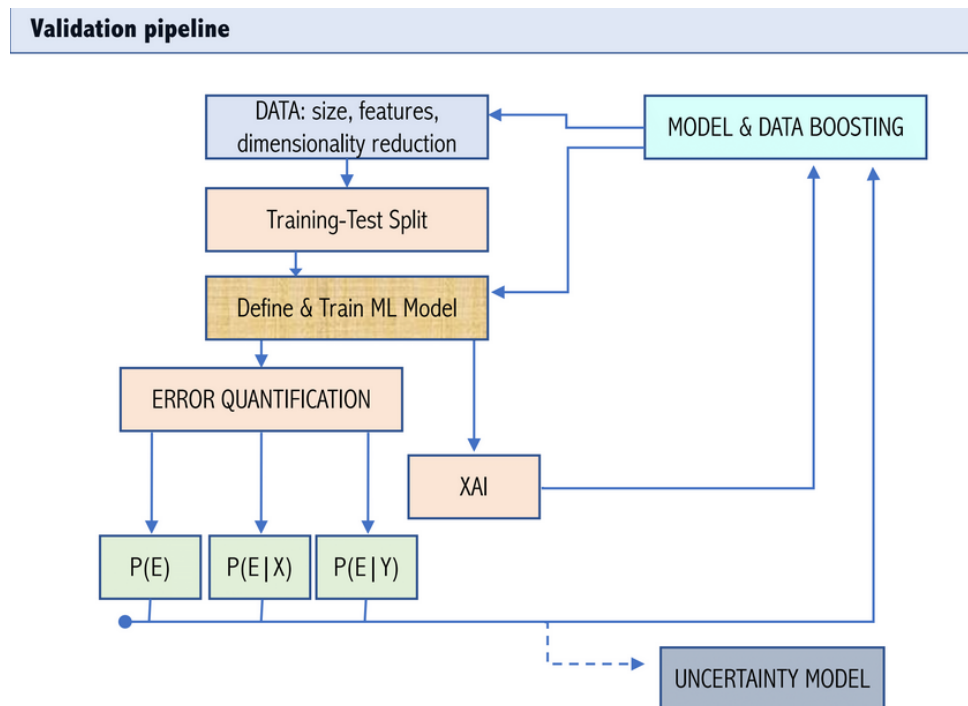 Validation pipeline
DATA: size, features,
dimensionality reduction
MODEL & DATA BOOSTING
Training-Test Split
Define & Train ML Model
ERROR QUANTIFICATION
XAI
P(E)
P(E|X)
P(E|Y)
UNCERTAINTY MODEL